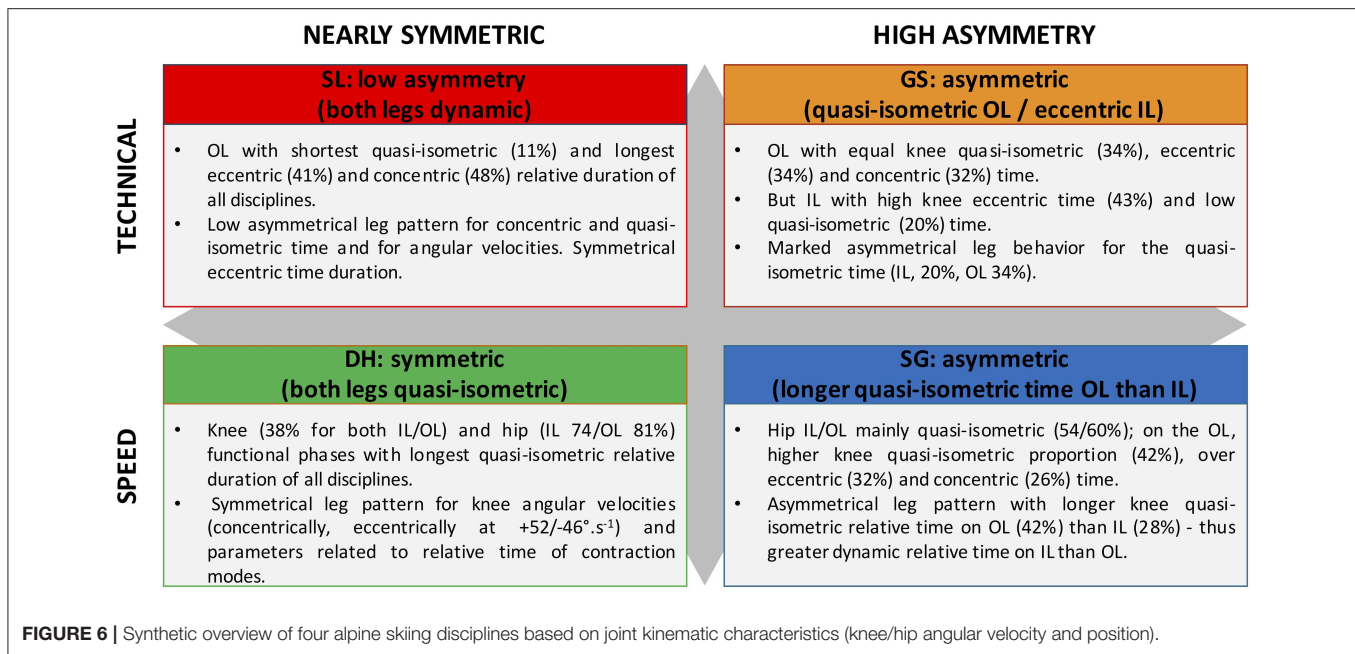 NEARLY SYMMETRIC
HIGH ASYMMETRY
TECHNICAL
SL: low asymmetry
(both legs dynamic)
• OL with shortest quasi-isometric (11%) and longest
eccentric (41%) and concentric (48%) relative duration of
all disciplines.
• Low asymmetrical leg pattern for concentric and quasi-
isometric time and for angular velocities. Symmetrical
eccentric time duration.
GS: asymmetric
(quasi-isometric OL / eccentric IL)
• OL with equal knee quasi-isometric (34%), eccentric
(34%) and concentric (32%) time.
• But IL with high knee eccentric time (43%) and low
quasi-isometric (20%) time.
• Marked asymmetrical leg behavior for the quasi-
isometric time (IL, 20%, OL 34%).
SPEED
DH: symmetric
(both legs quasi-isometric)
• Knee (38% for both IL/OL) and hip (IL 74/OL 81%)
functional phases with longest quasi-isometric relative
duration of all disciplines.
• Symmetrical leg pattern for knee angular velocities
(concentrically, eccentrically at +52/-46°.s⁻¹) and
parameters related to relative time of contraction
modes.
SG: asymmetric
(longer quasi-isometric time OL than IL)
• Hip IL/OL mainly quasi-isometric (54/60%); on the OL,
higher knee quasi-isometric proportion (42%), over
eccentric (32%) and concentric (26%) time.
• Asymmetrical leg pattern with longer knee quasi-
isometric relative time on OL (42%) than IL (28%) - thus
greater dynamic relative time on IL than OL.
FIGURE 6 | Synthetic overview of four alpine skiing disciplines based on joint kinematic characteristics (knee/hip angular velocity and position).